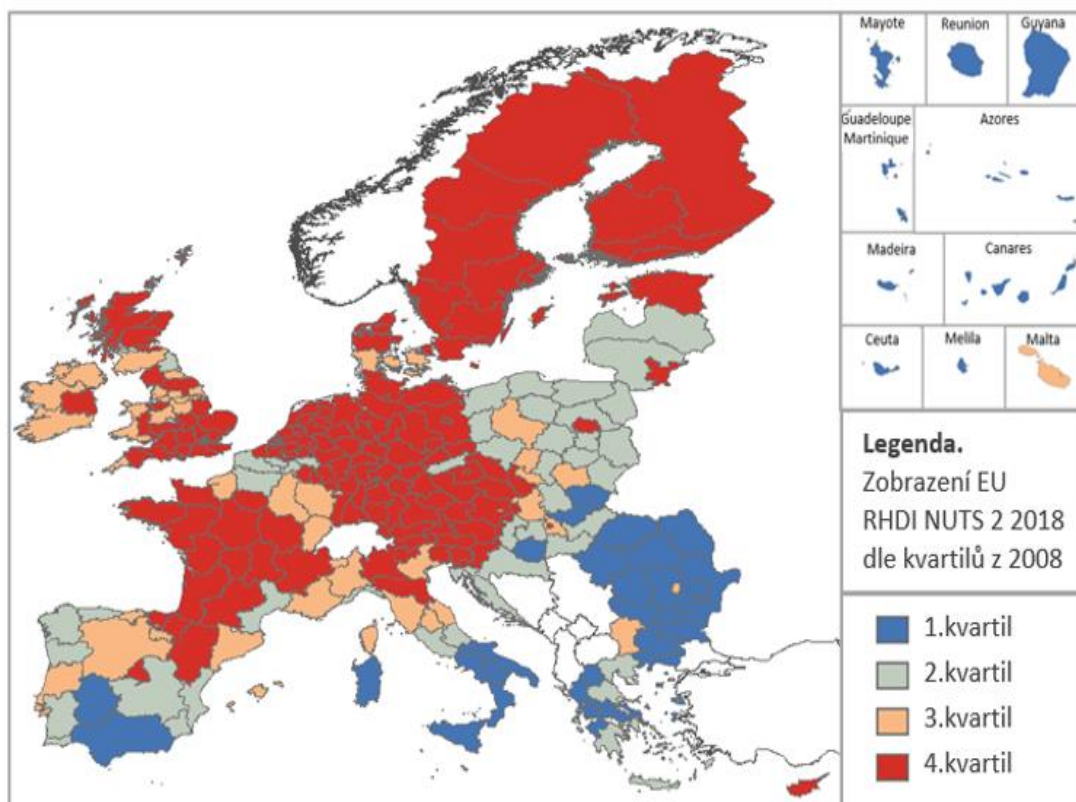 Mayote
Reunion
Guyana
Guadeloupe
Martinique
Azores
Madeira
Canares
Ceuta
Melila
Malta
Legenda.
Zobrazení EU
RHDI NUTS 2 2018
dle kvartilů z 2008
1.kvartil
2.kvartil
3.kvartil
4.kvartil